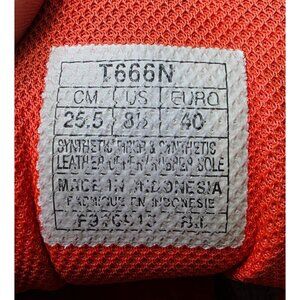 T666N
CM US EURO
25.5 8½ 40
SYNTHETIC FIBER & SYNTHETIC
LEATHER UPPER/RUBBER SOLE
MADE IN INDONESIA
FABRIQUE EN INDONESIE